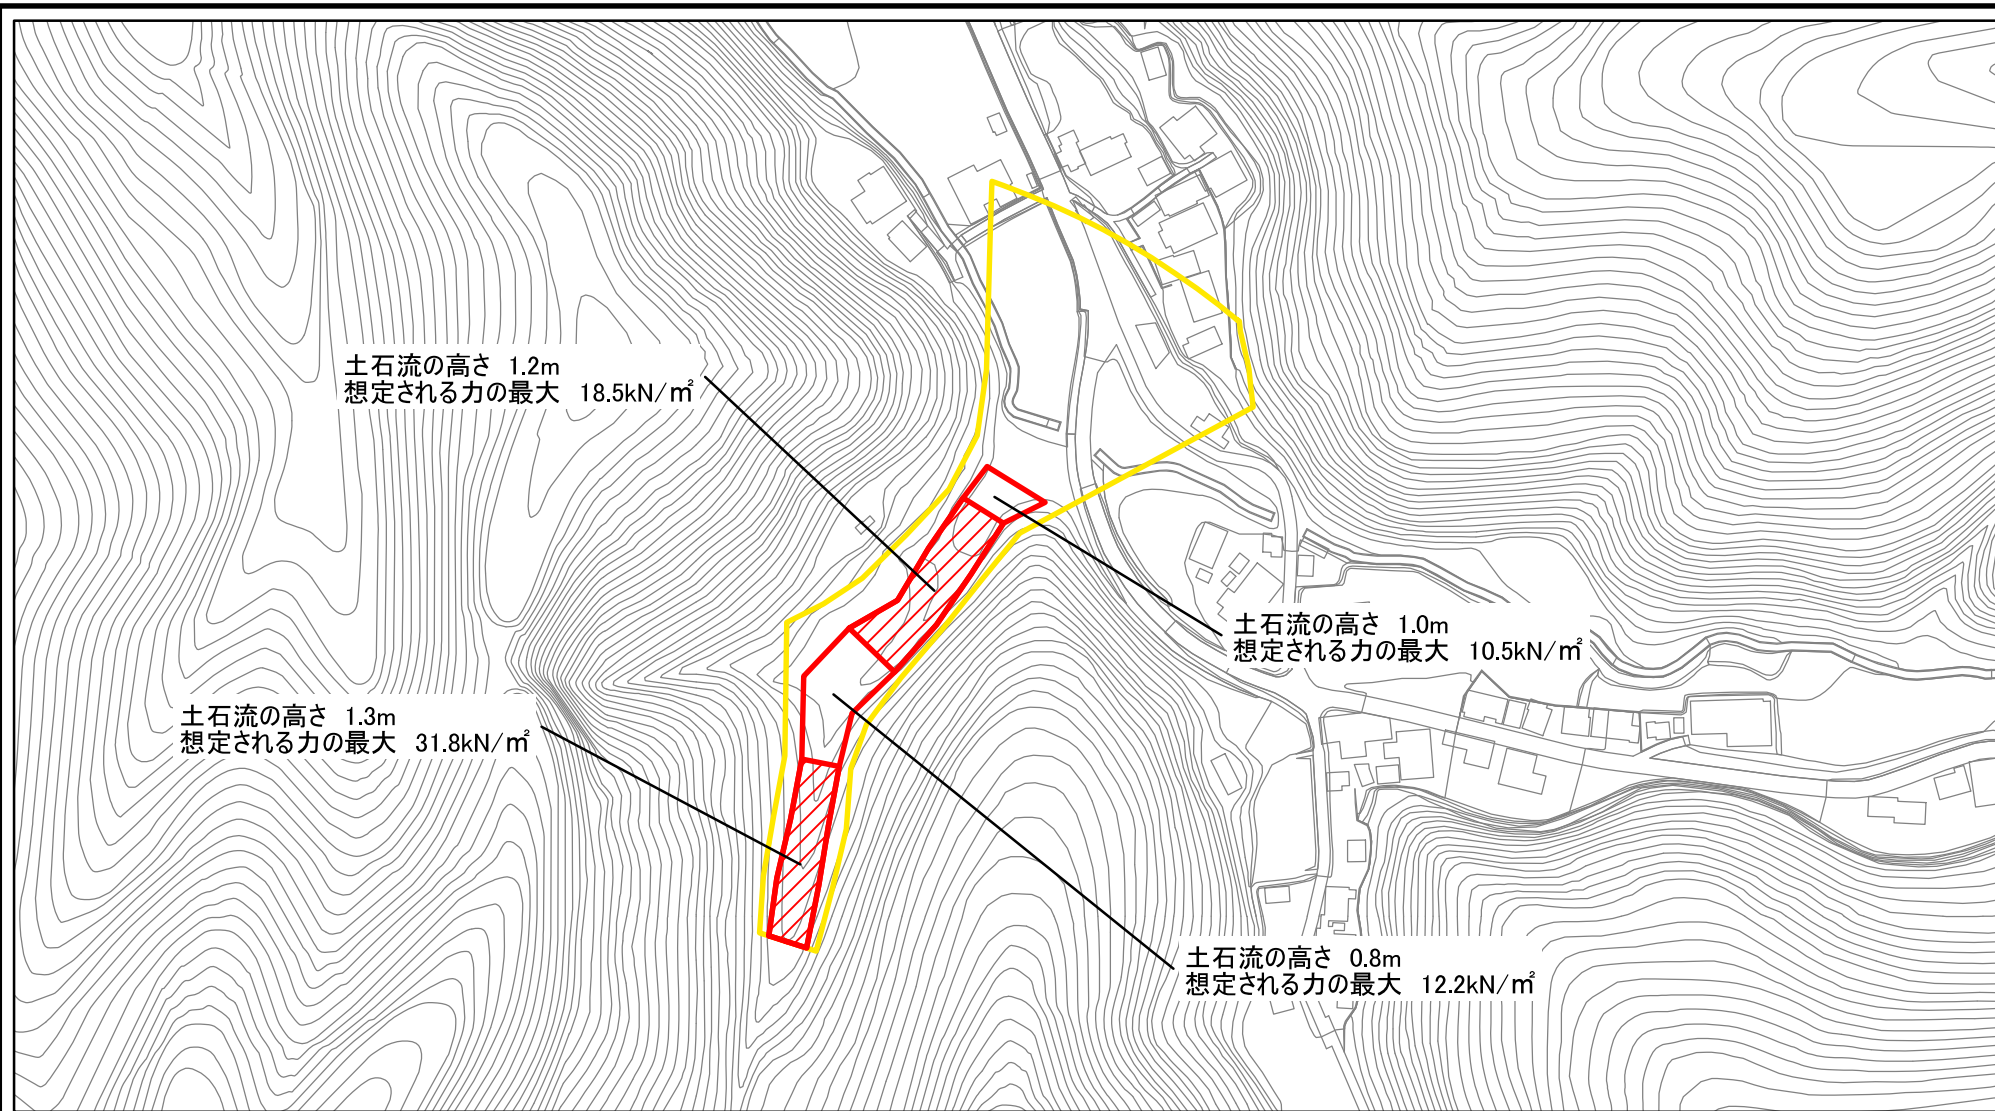 土石流の高さ 1.2m
想定される力の最大 18.5kN/㎡
土石流の高さ 1.0m
想定される力の最大 10.5kN/㎡
土石流の高さ 1.3m
想定される力の最大 31.8kN/㎡
土石流の高さ 0.8m
想定される力の最大 12.2kN/㎡